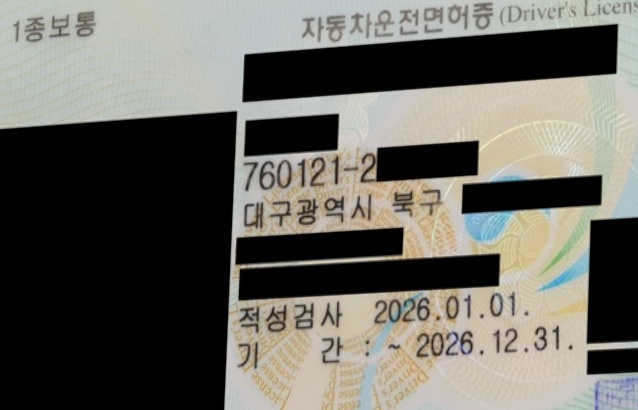 1종보통
자동차운전면허증 (Driver's Licens
760121-2
대구광역시 북구
적성검사 2026.01.01.
기 간 : ~ 2026.12.31.